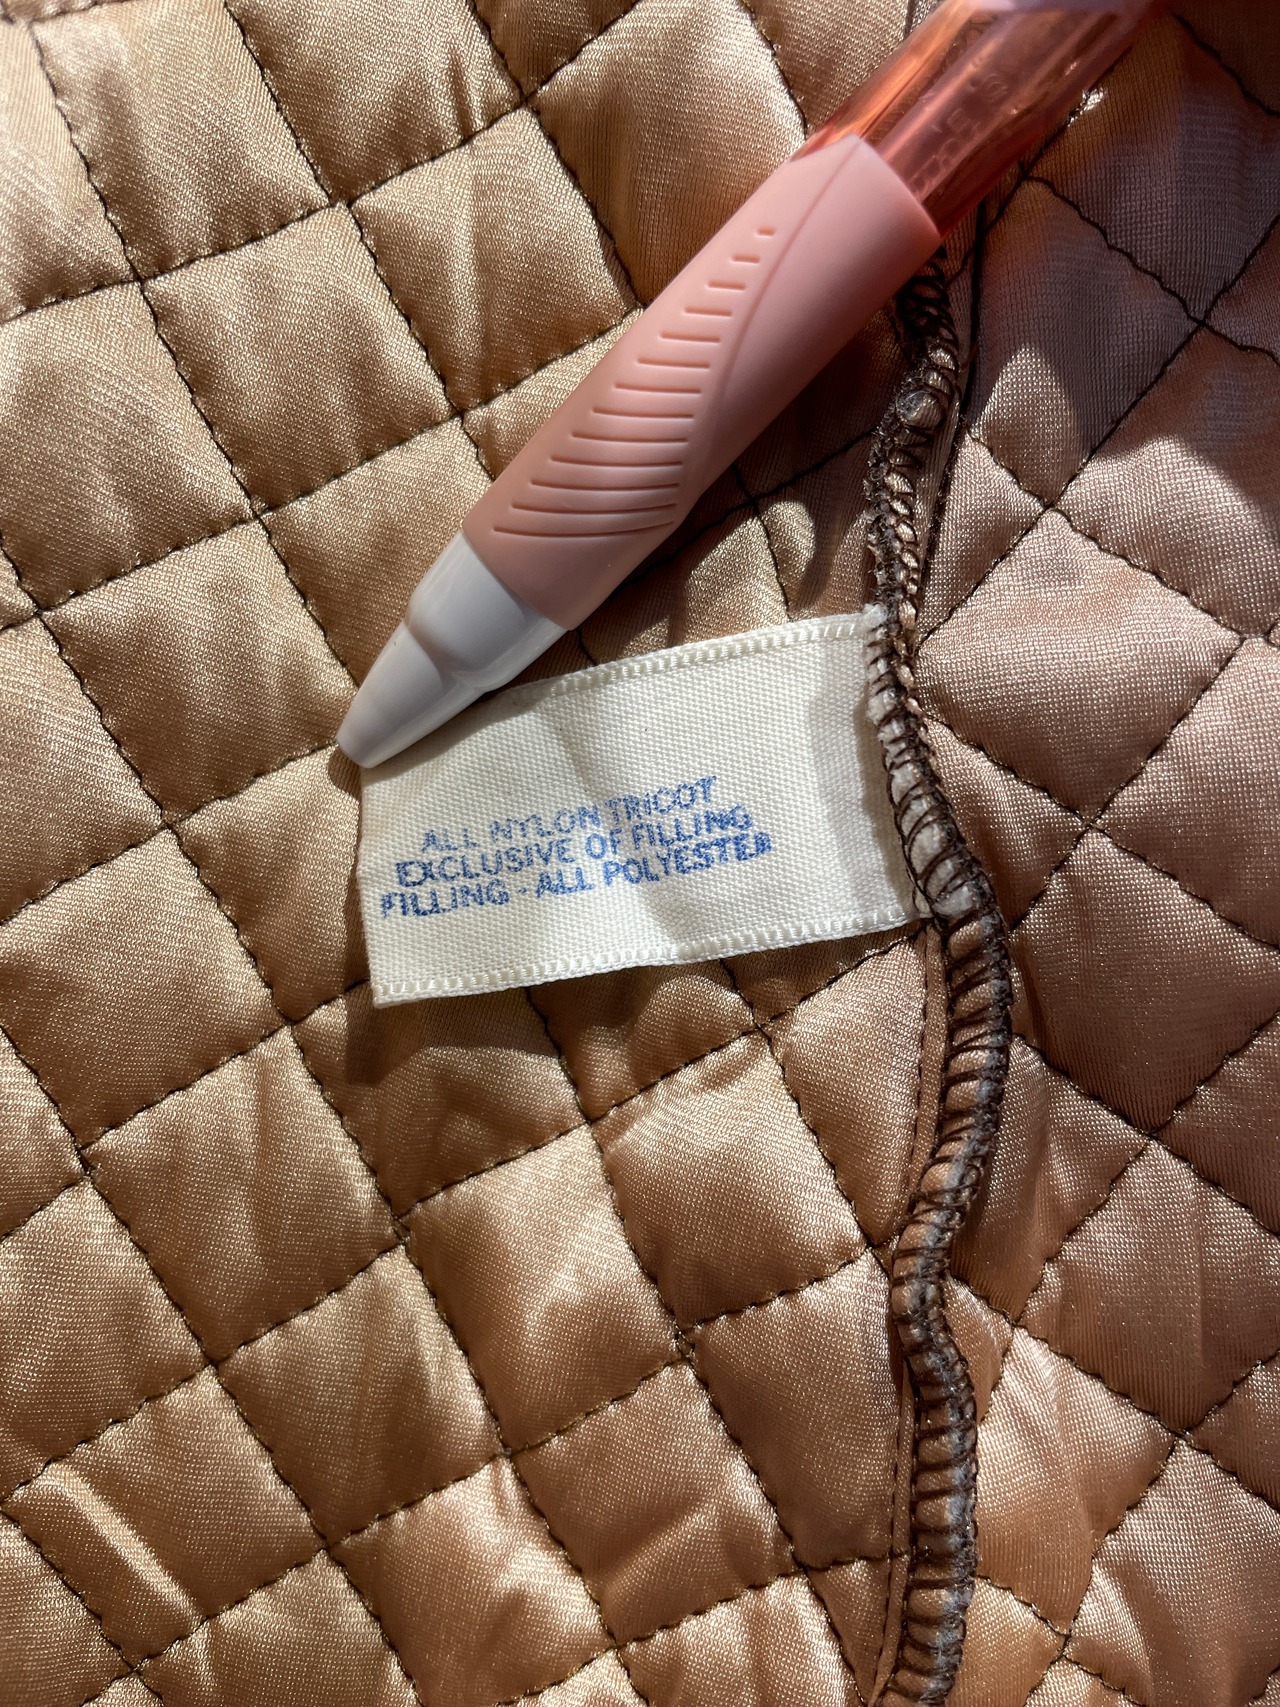 ALL NYLON TRICOT
EXCLUSIVE OF FILLING
FILLING - ALL POLYESTER